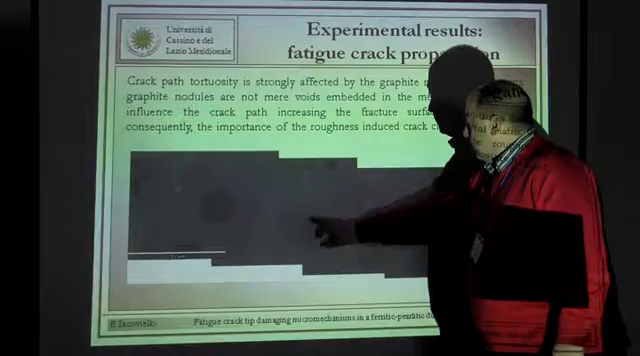 Università di
Cassino e del
Lazio Meridionale
Experimental results:
fatigue crack propa
Crack path tortuosity is strongly affected by the graphite
graphite nodules are not mere voids embedded in the
influence the crack path increasing the fracture
consequently, the importance of the roughness induced crack
F. Iacoviello
Fatigue crack tip damaging micromechanisms in a ferritic-pearlitic